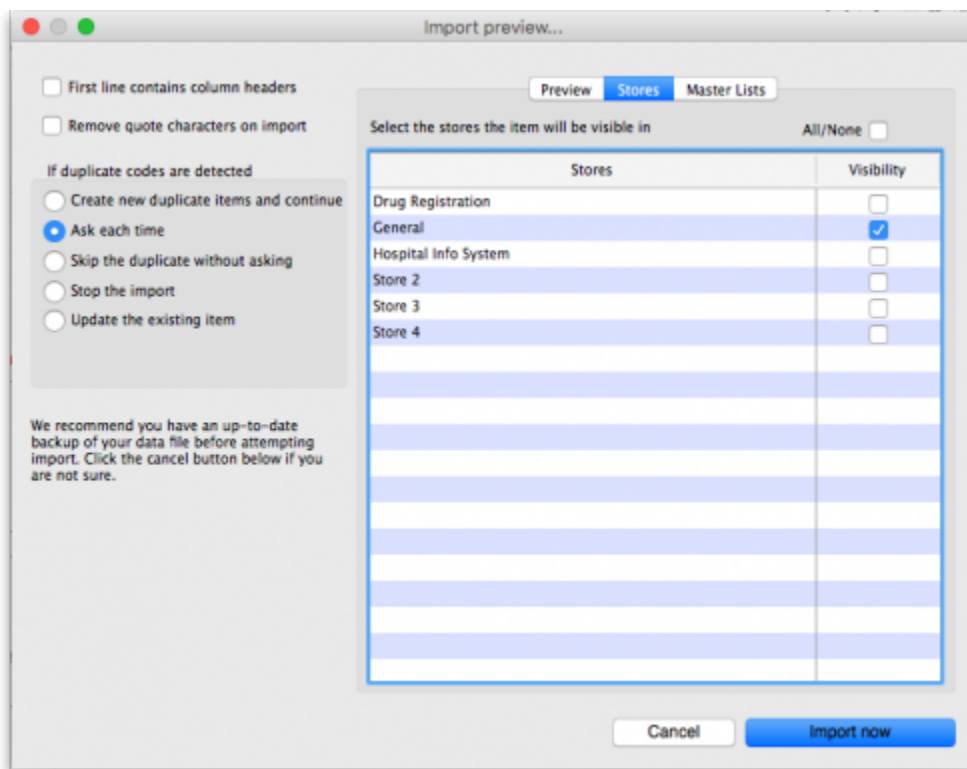 Import preview...
First line contains column headers
Remove quote characters on import
If duplicate codes are detected
Create new duplicate items and continue
Ask each time
Skip the duplicate without asking
Stop the import
Update the existing item
We recommend you have an up-to-date
backup of your data file before attempting
import. Click the cancel button below if you
are not sure.
Preview Stores Master Lists
Select the stores the item will be visible in All/None
Stores Visibility
Drug Registration
General
Hospital Info System
Store 2
Store 3
Store 4
Cancel Import now